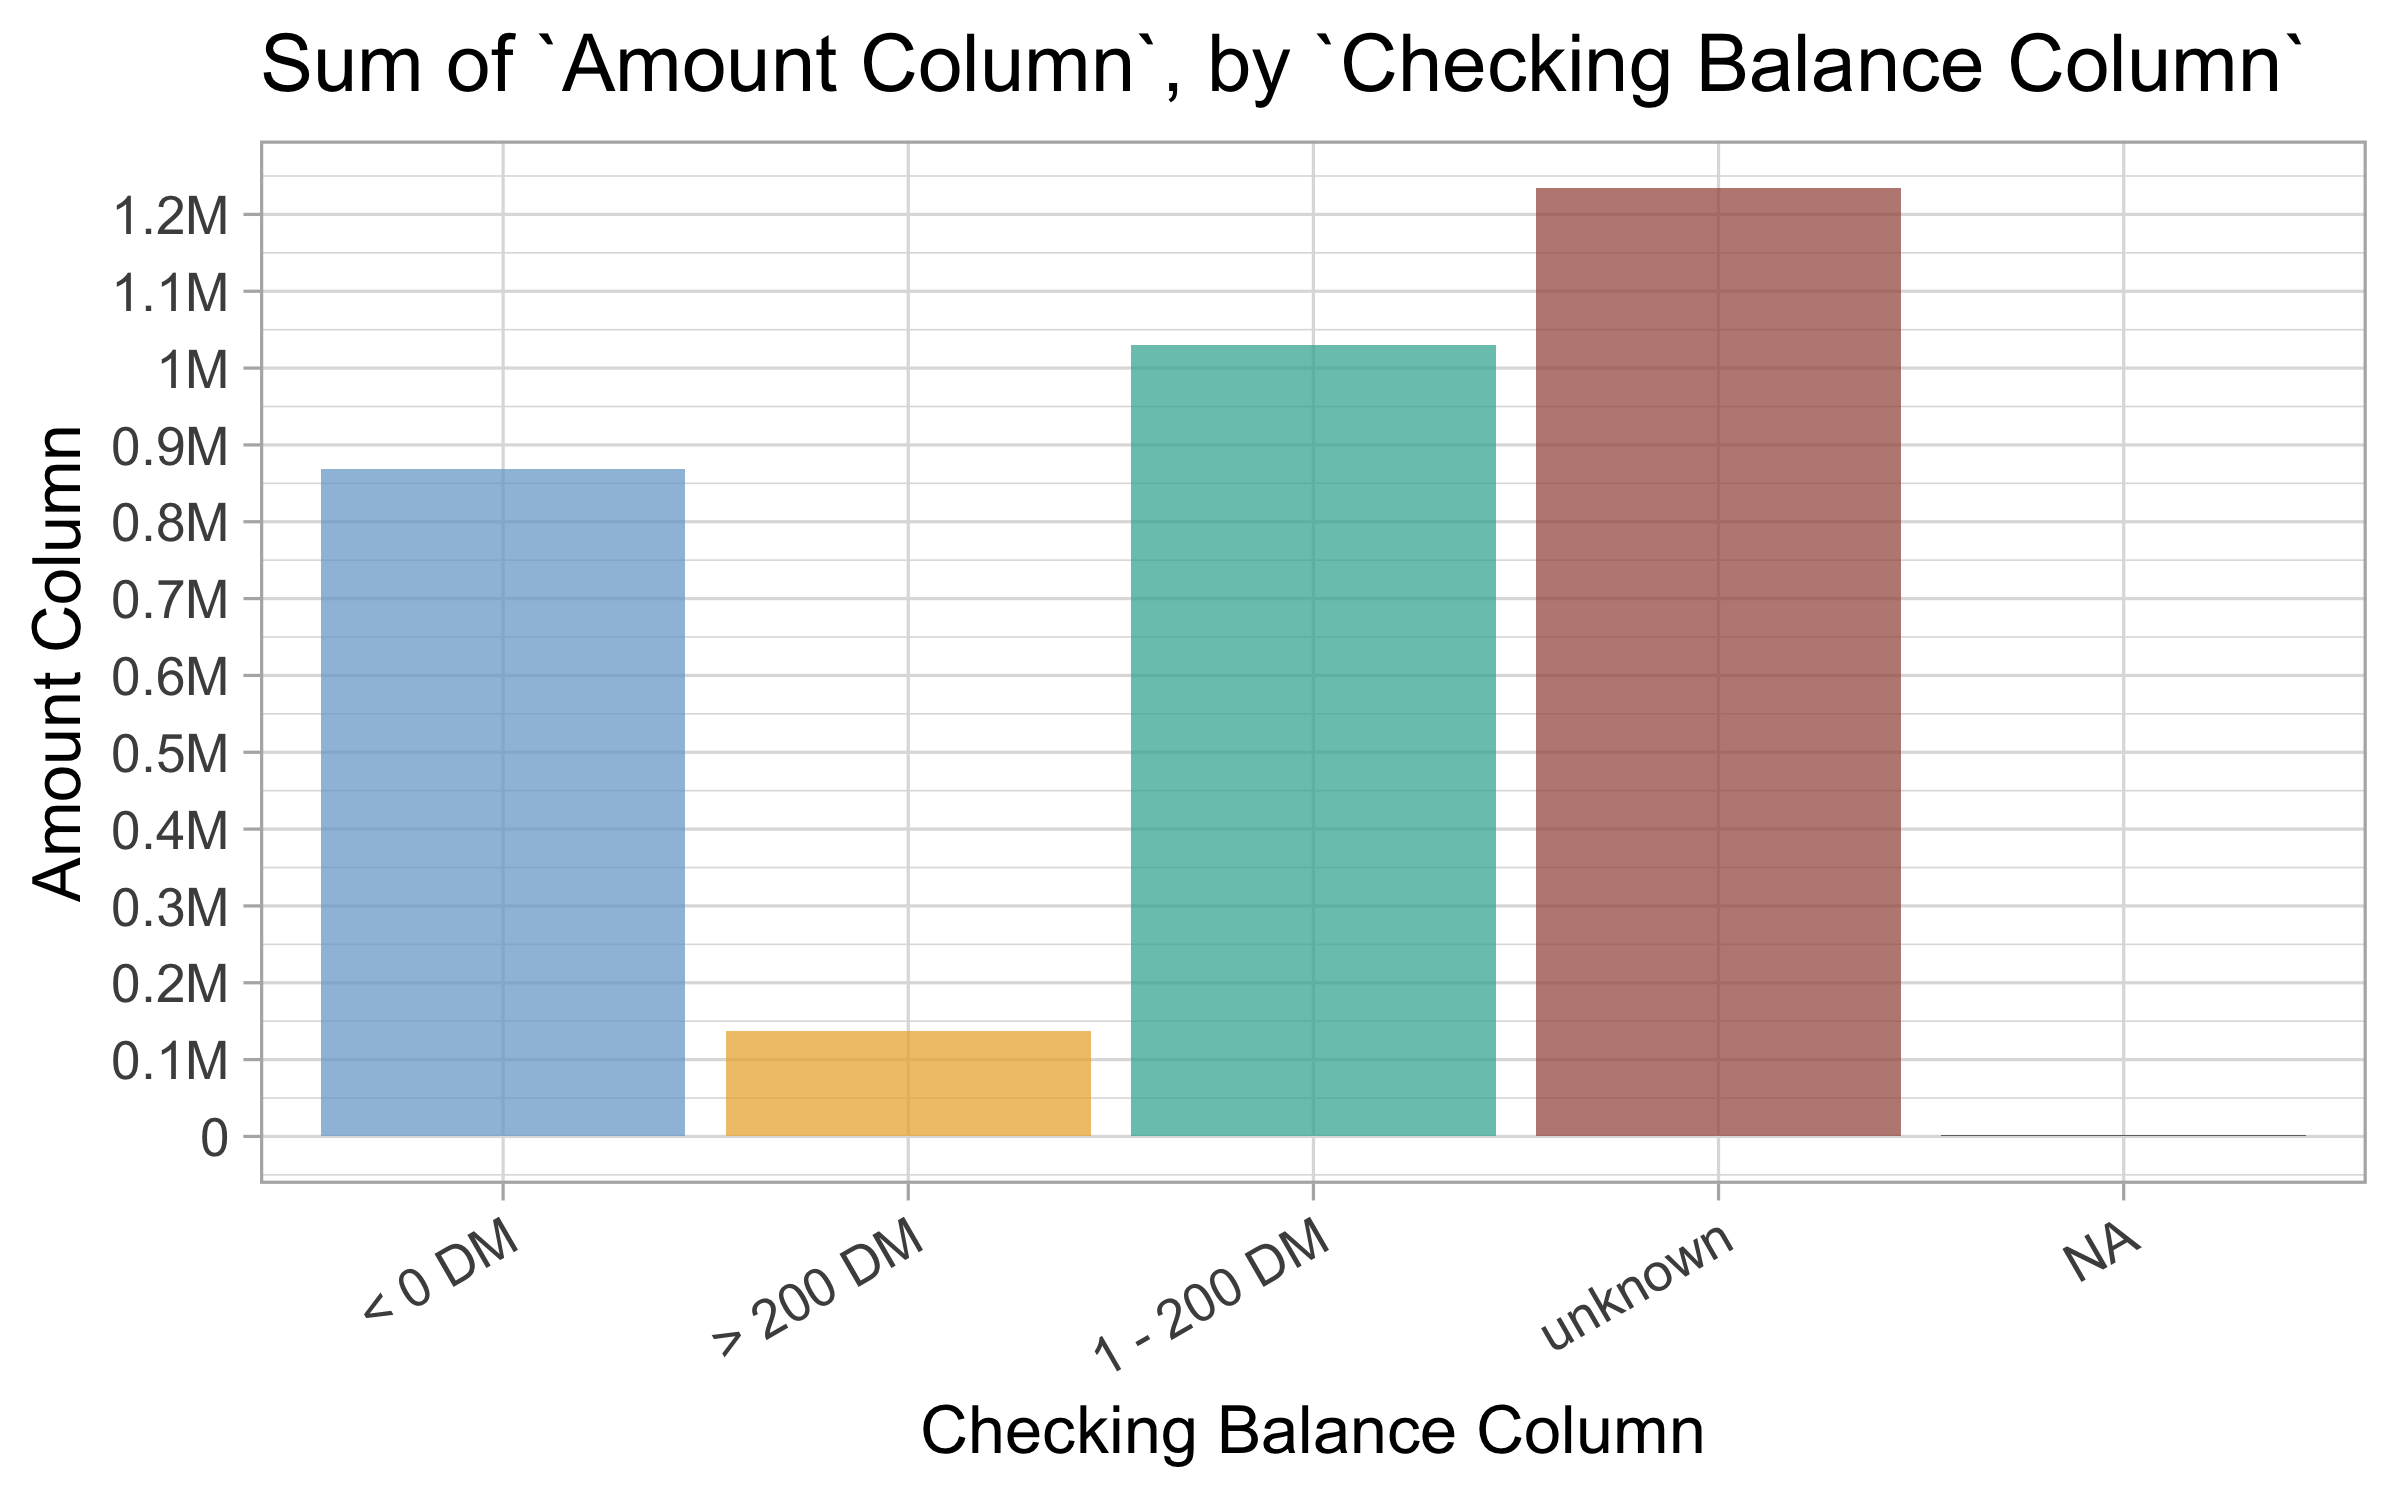 Sum of `Amount Column`, by `Checking Balance Column`
1.2M
1.1M
1M
0.9M
0.8M
0.7M
0.6M
0.5M
0.4M
0.3M
0.2M
0.1M
0
Amount Column
< 0 DM
> 200 DM
1 - 200 DM
unknown
NA
Checking Balance Column